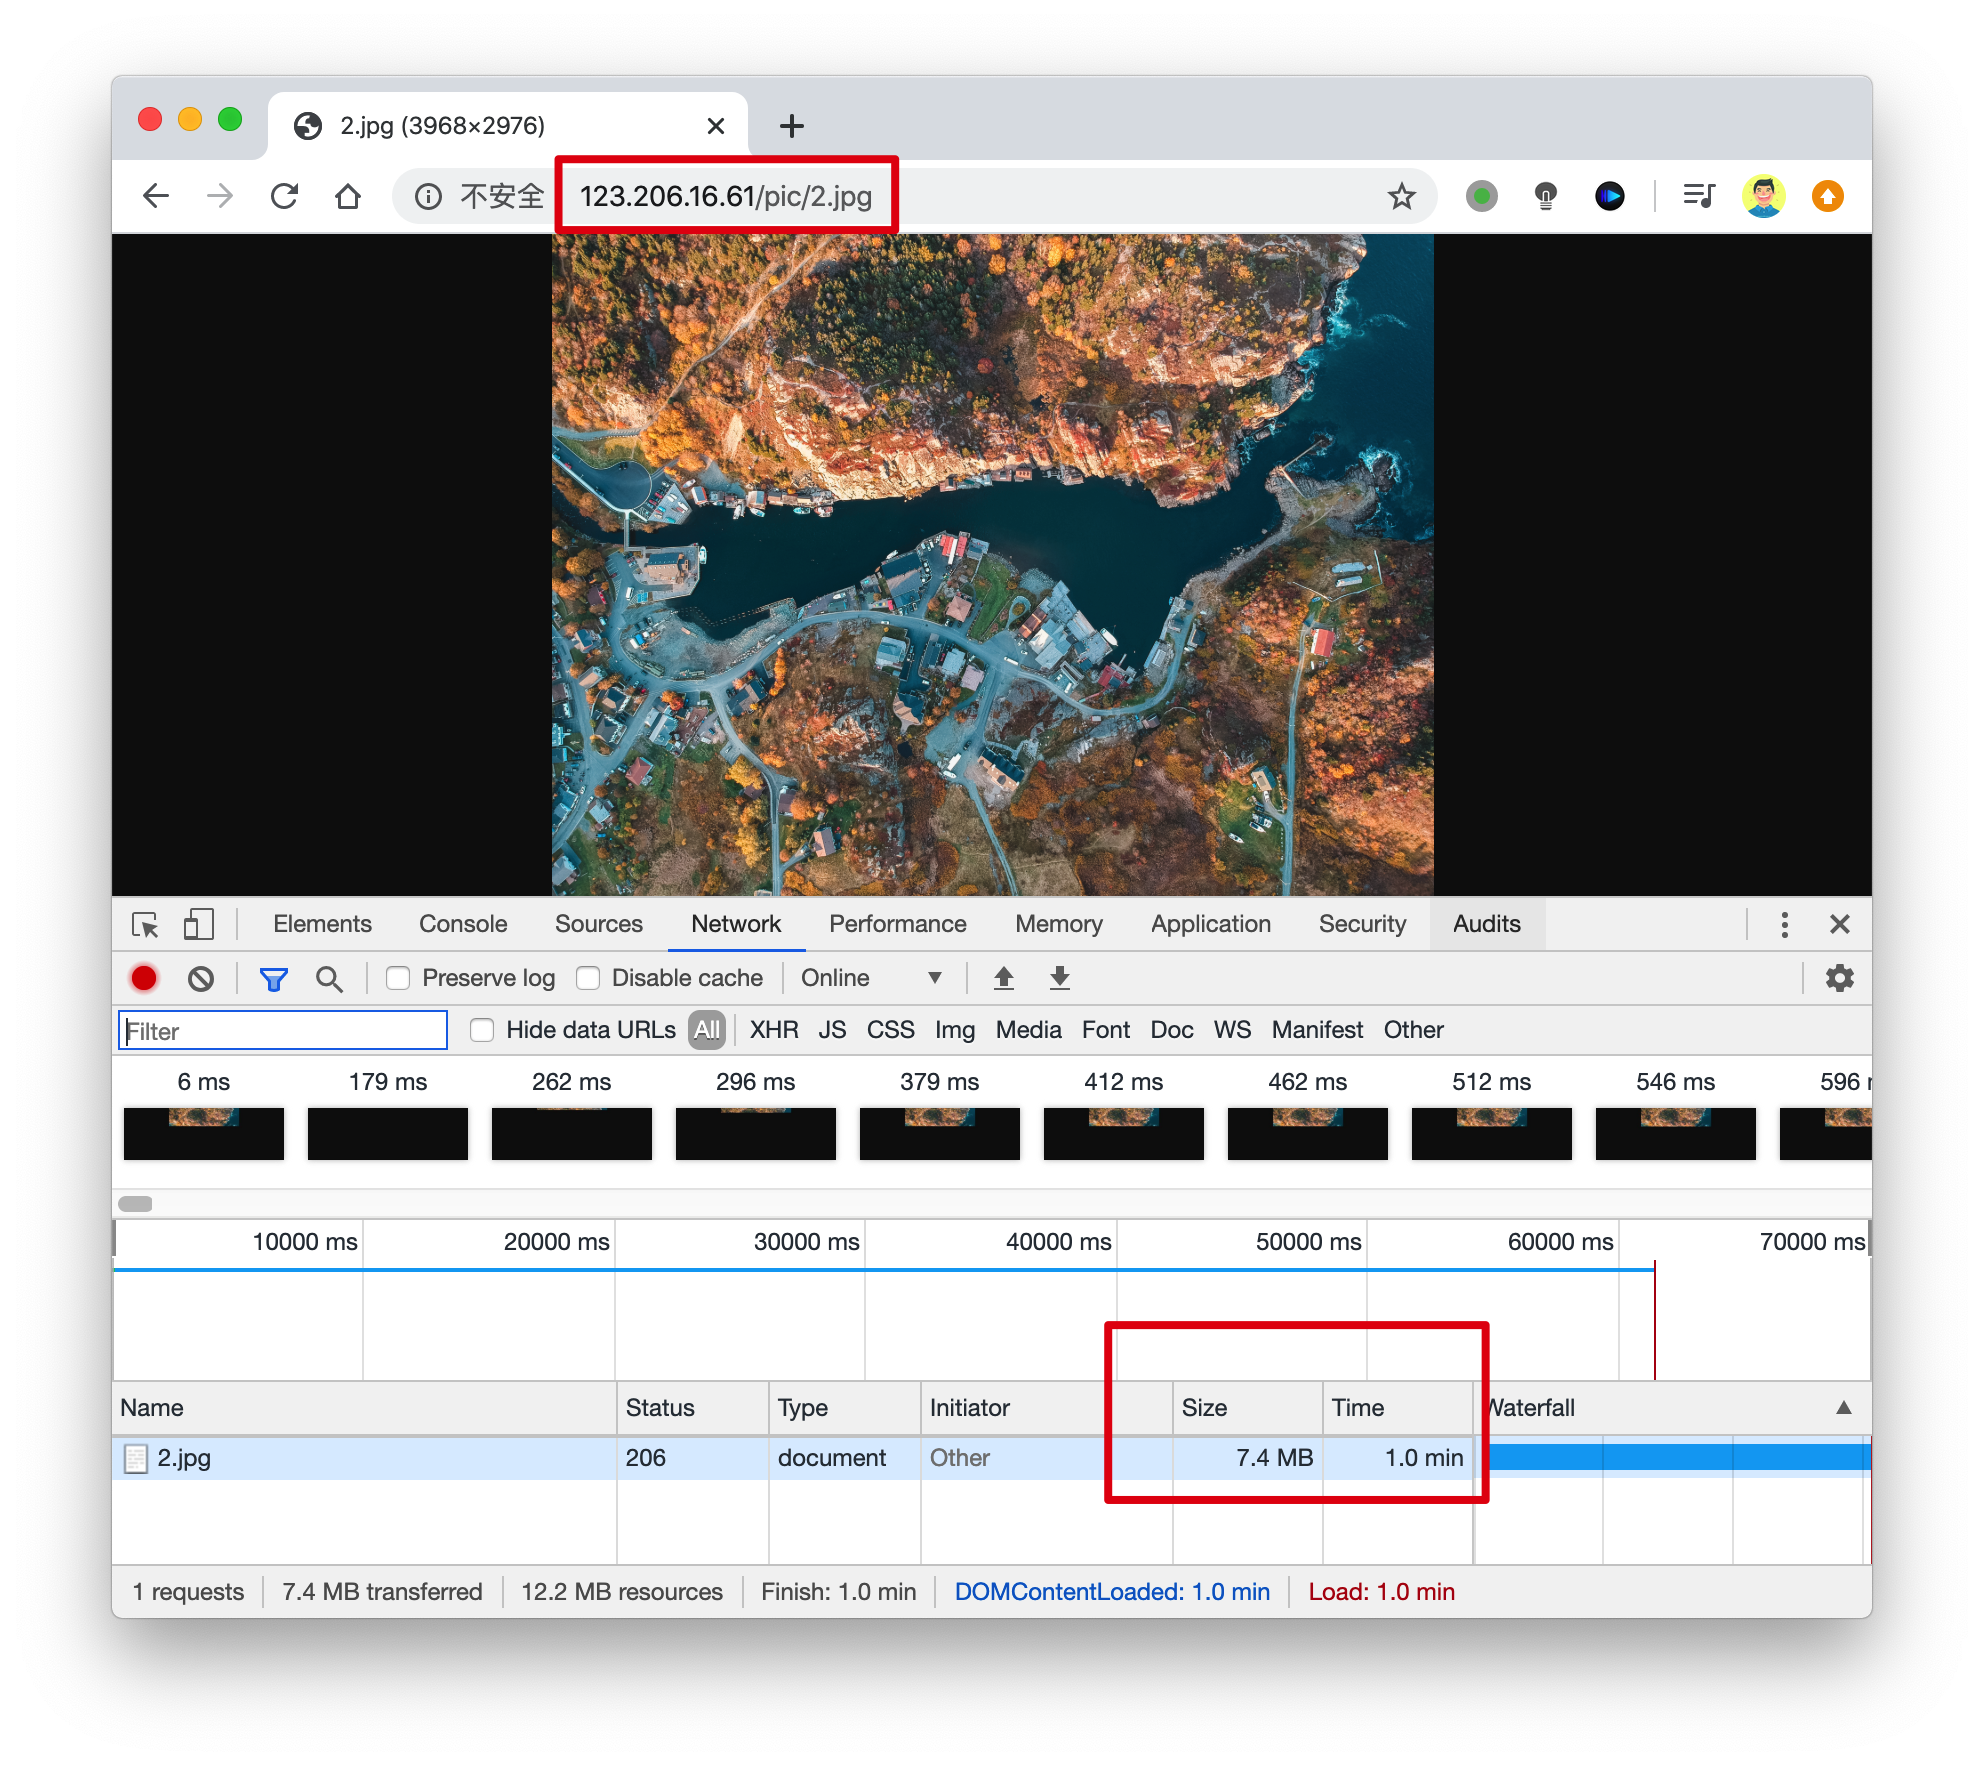 2.jpg (3968×2976)
不安全 123.206.16.61/pic/2.jpg
Elements Console Sources Network Performance Memory Application Security Audits
Preserve log Disable cache Online
Filter Hide data URLs All XHR JS CSS Img Media Font Doc WS Manifest Other
6 ms 179 ms 262 ms 296 ms 379 ms 412 ms 462 ms 512 ms 546 ms 596
10000 ms 20000 ms 30000 ms 40000 ms 50000 ms 60000 ms 70000 ms
Name Status Type Initiator Size Time Waterfall
2.jpg 206 document Other 7.4 MB 1.0 min
1 requests 7.4 MB transferred 12.2 MB resources Finish: 1.0 min DOMContentLoaded: 1.0 min Load: 1.0 min